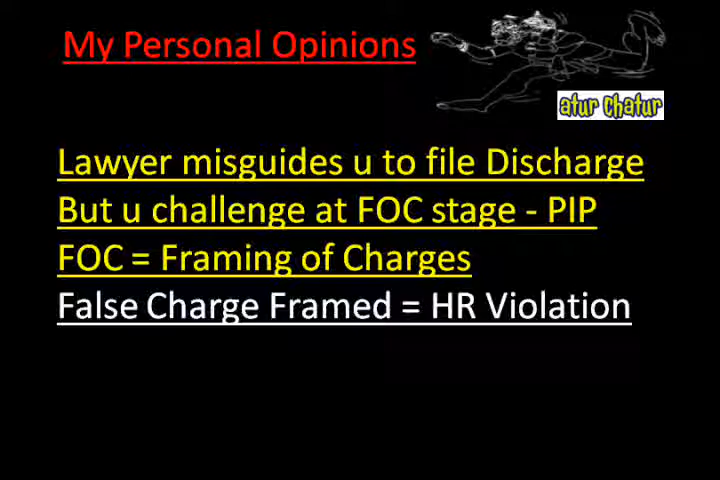 My Personal Opinions
atur chatur
Lawyer misguides u to file Discharge
But u challenge at FOC stage - PIP
FOC = Framing of Charges
False Charge Framed = HR Violation